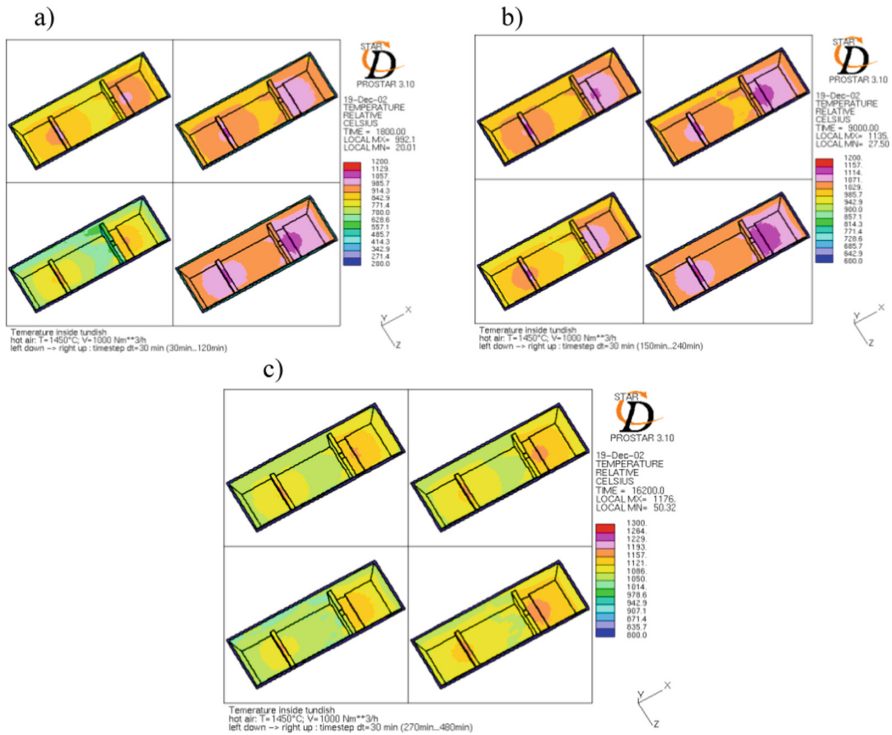 a)
STAR
CD
PROSTAR 3.10
19-Dec-02
TEMPERATURE
RELATIVE
CELSIUS
TIME = 1800.00
LOCAL MX= 992.1
LOCAL MN= 20.01
1200.
1129.
1057.
985.7
914.3
842.9
771.4
700.0
628.6
557.1
485.7
414.3
342.9
271.4
200.0
Y
X
Z
Temerature inside tundish
hot air: T=1450°C; V=1000 Nm**3/h
left down -> right up : timestep dt=30 min (30min...120min)
b)
STAR
CD
PROSTAR 3.10
19-Dec-02
TEMPERATURE
RELATIVE
CELSIUS
TIME = 9000.00
LOCAL MX= 1135.
LOCAL MN= 27.50
1200.
1157.
1114.
1071.
1029.
985.7
942.9
900.0
857.1
814.3
771.4
728.6
685.7
642.9
600.0
Y
X
Z
Temerature inside tundish
hot air: T=1450°C; V=1000 Nm**3/h
left down -> right up : timestep dt=30 min (150min...240min)
c)
STAR
CD
PROSTAR 3.10
19-Dec-02
TEMPERATURE
RELATIVE
CELSIUS
TIME = 16200.0
LOCAL MX= 1176.
LOCAL MN= 50.32
1300.
1264.
1229.
1193.
1157.
1121.
1086.
1050.
1014.
978.6
942.9
907.1
871.4
835.7
800.0
Y
X
Z
Temerature inside tundish
hot air: T=1450°C; V=1000 Nm**3/h
left down -> right up : timestep dt=30 min (270min...480min)